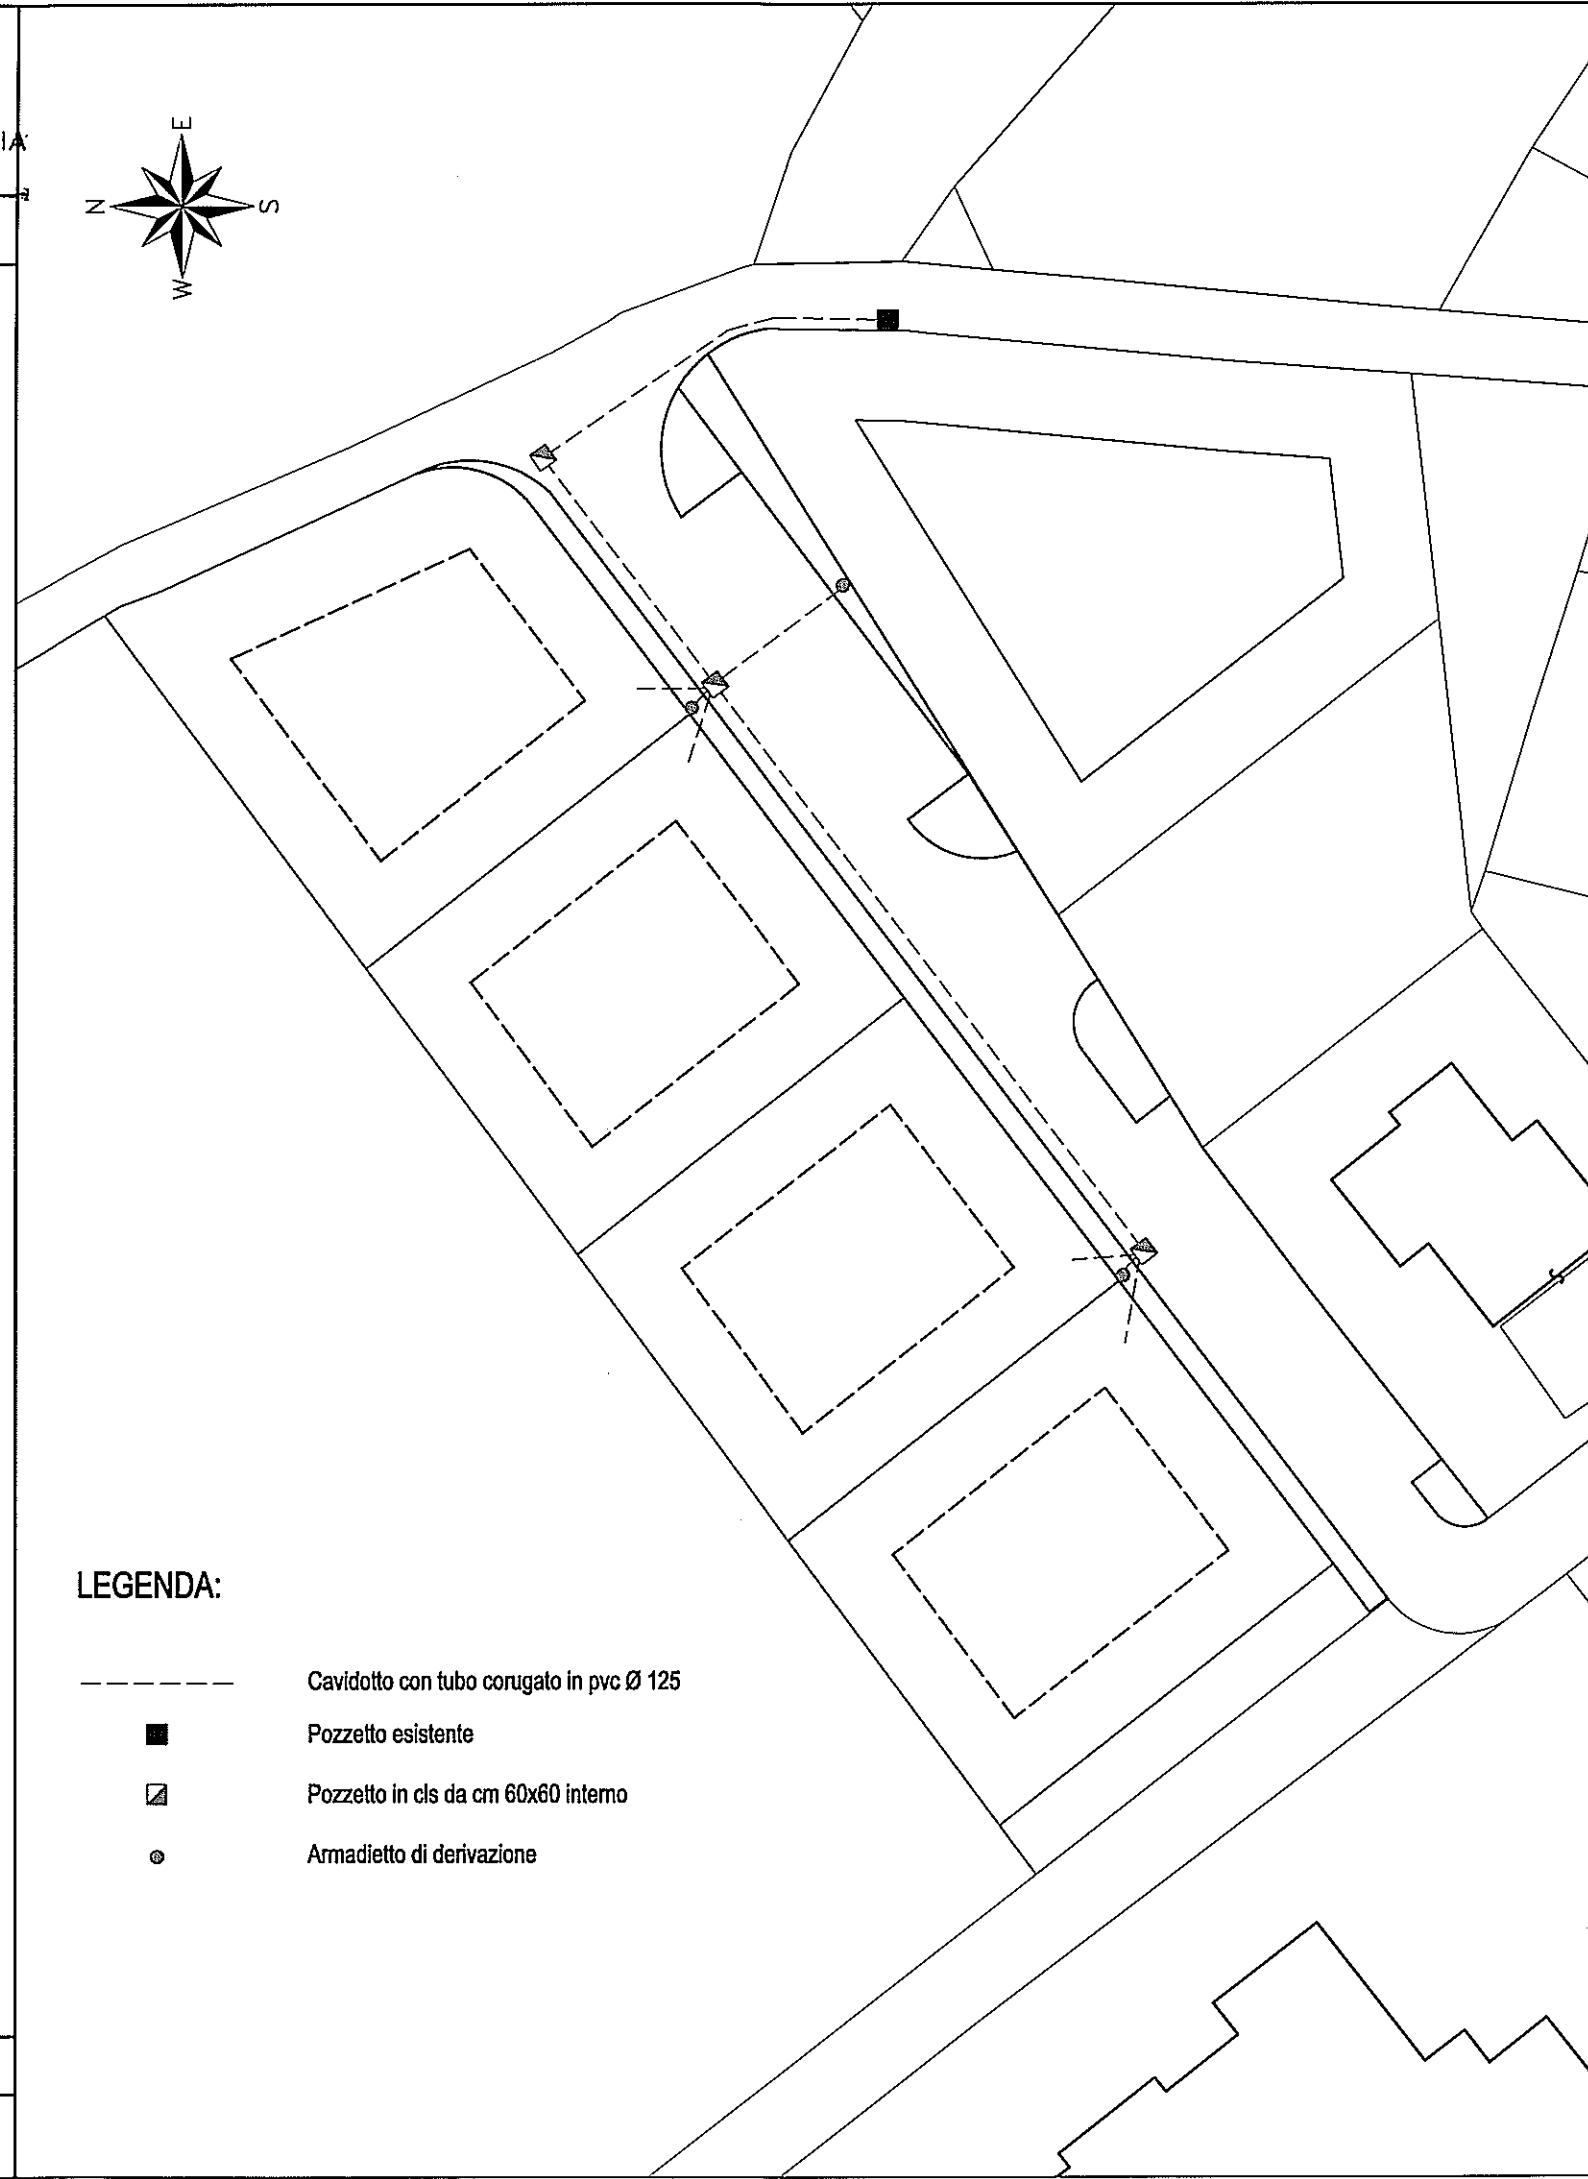 IA'
E
N
S
W
LEGENDA:
Cavidotto con tubo corugato in pvc Ø 125
Pozzetto esistente
Pozzetto in cls da cm 60x60 interno
Armadietto di derivazione